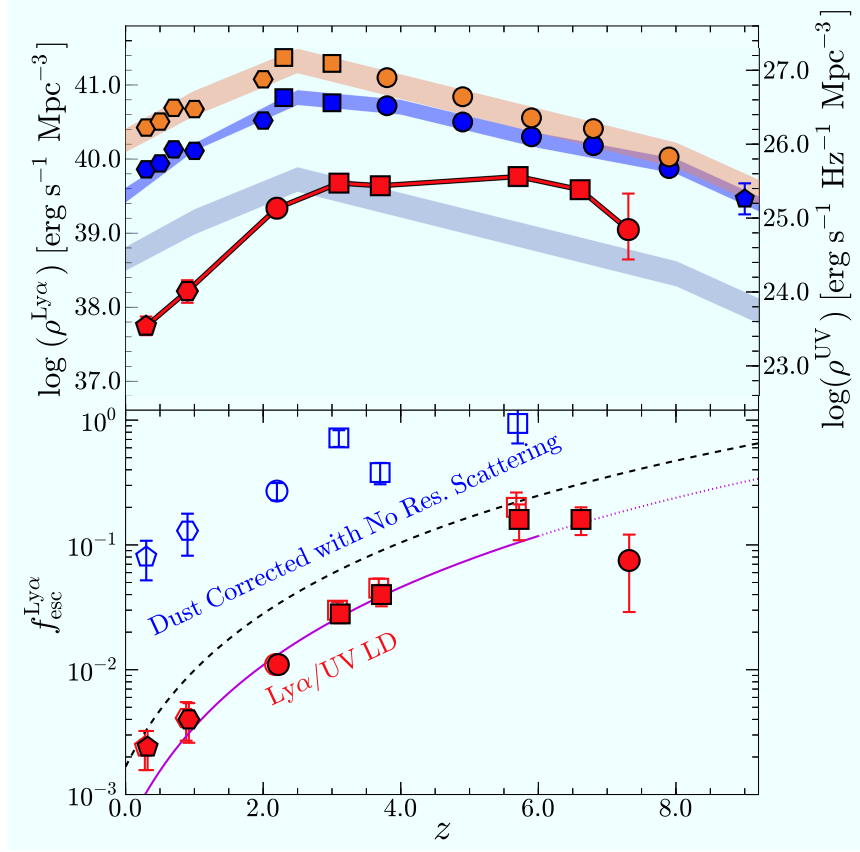 log (ρ^Lyα) [erg s⁻¹ Mpc⁻³]
41.0
40.0
39.0
38.0
37.0
27.0
26.0
25.0
24.0
23.0
log(ρ^UV) [erg s⁻¹ Hz⁻¹ Mpc⁻³]
f_esc^Lyα
10⁰
10⁻¹
10⁻²
10⁻³
Dust Corrected with No Res. Scattering
Lyα/UV LD
0.0 2.0 4.0 6.0 8.0
z